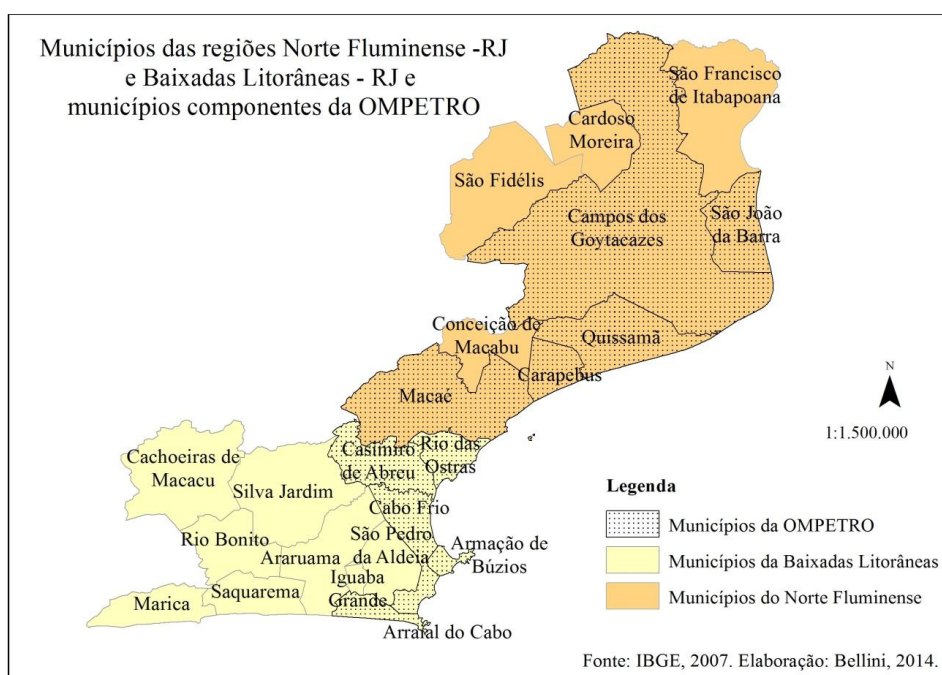 Municípios das regiões Norte Fluminense -RJ
e Baixadas Litorâneas - RJ e
municípios componentes da OMPETRO
São Francisco
de Itabapoana
Cardoso
Moreira
São Fidélis
Campos dos
Goytacazes
São João
da Barra
Conceição de
Macabu
Quissamã
Carapebus
Macaé
N
1:1.500.000
Cachoeiras de
Macacu
Casimiro
de Abreu
Rio das
Ostras
Silva Jardim
Cabo Frio
Rio Bonito
São Pedro
da Aldeia
Araruama
Armação de
Búzios
Iguaba
Grande
Saquarema
Marica
Arraial do Cabo
Legenda
Municípios da OMPETRO
Municípios da Baixadas Litorâneas
Municípios do Norte Fluminense
Fonte: IBGE, 2007. Elaboração: Bellini, 2014.